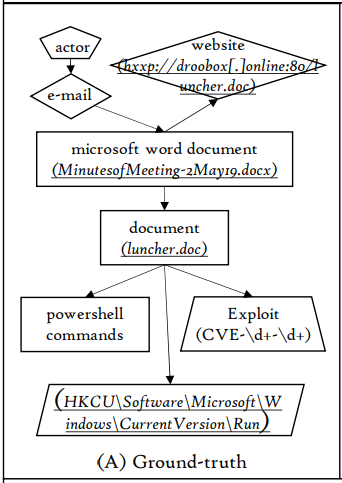 actor
website
(hxxp://droobox[.]online:80/l
uncher.doc)
e-mail
microsoft word document
(MinutesofMeeting-2May19.docx)
document
(luncher.doc)
powershell
commands
Exploit
(CVE-\d+-\d+)
(HKCU\Software\Microsoft\W
indows\CurrentVersion\Run)
(A) Ground-truth